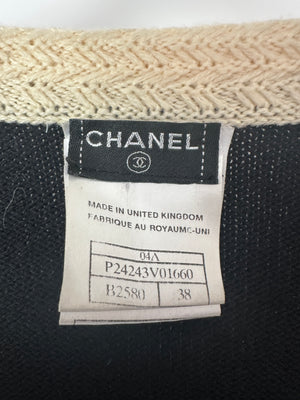 CHANEL
MADE IN UNITED KINGDOM
FABRIQUE AU ROYAUMC-UNI
04A
P24243V01660
B2580 38